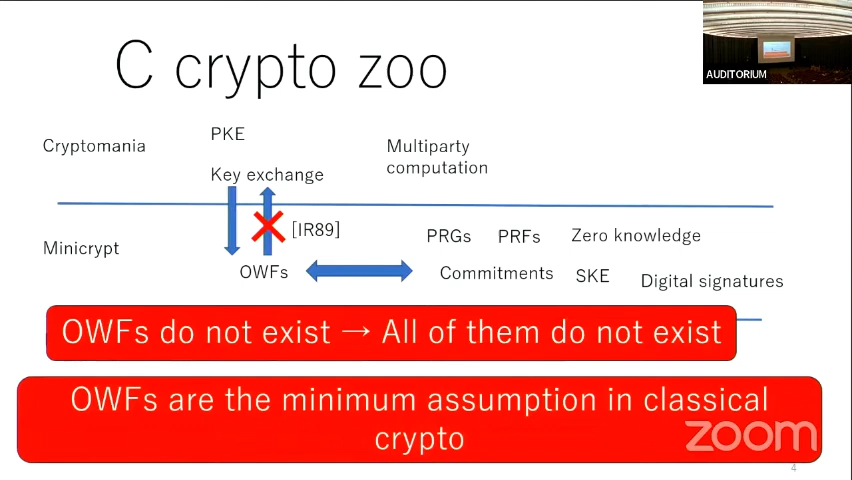 C crypto zoo
AUDITORIUM
Cryptomania
PKE
Key exchange
Multiparty
computation
[IR89]
Minicrypt
OWFs
PRGs
PRFs
Zero knowledge
Commitments
SKE
Digital signatures
OWFs do not exist → All of them do not exist
OWFs are the minimum assumption in classical
crypto
zoom
4